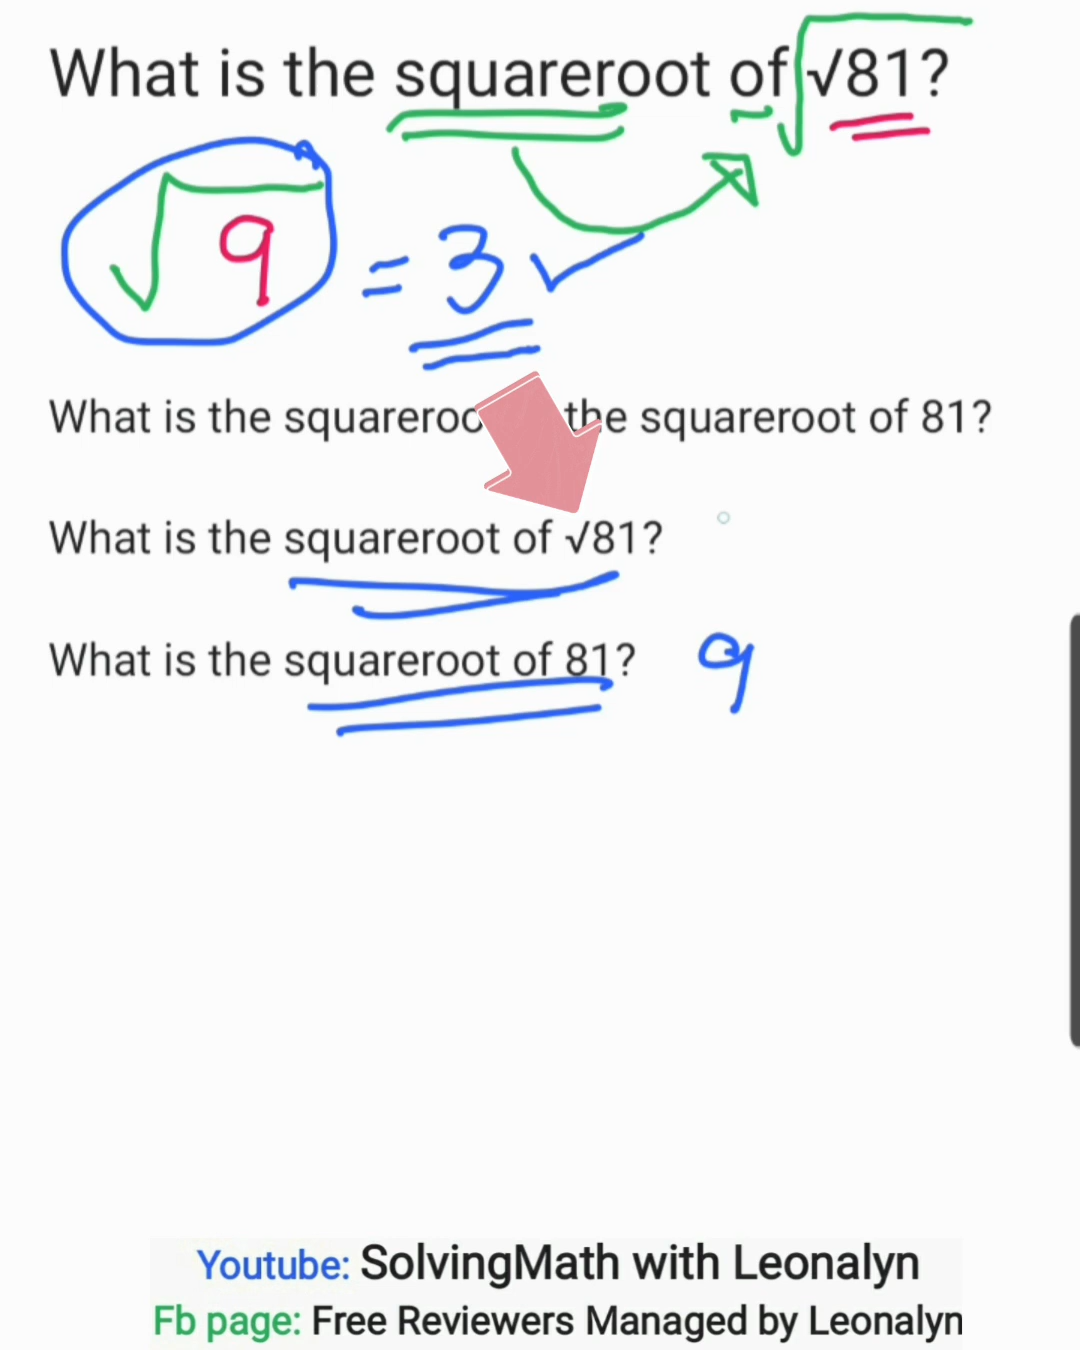 What is the squareroot of √81?
√9 = 3
What is the squareroo the squareroot of 81?
What is the squareroot of √81?
What is the squareroot of 81? 9
Youtube: SolvingMath with Leonalyn
Fb page: Free Reviewers Managed by Leonalyn